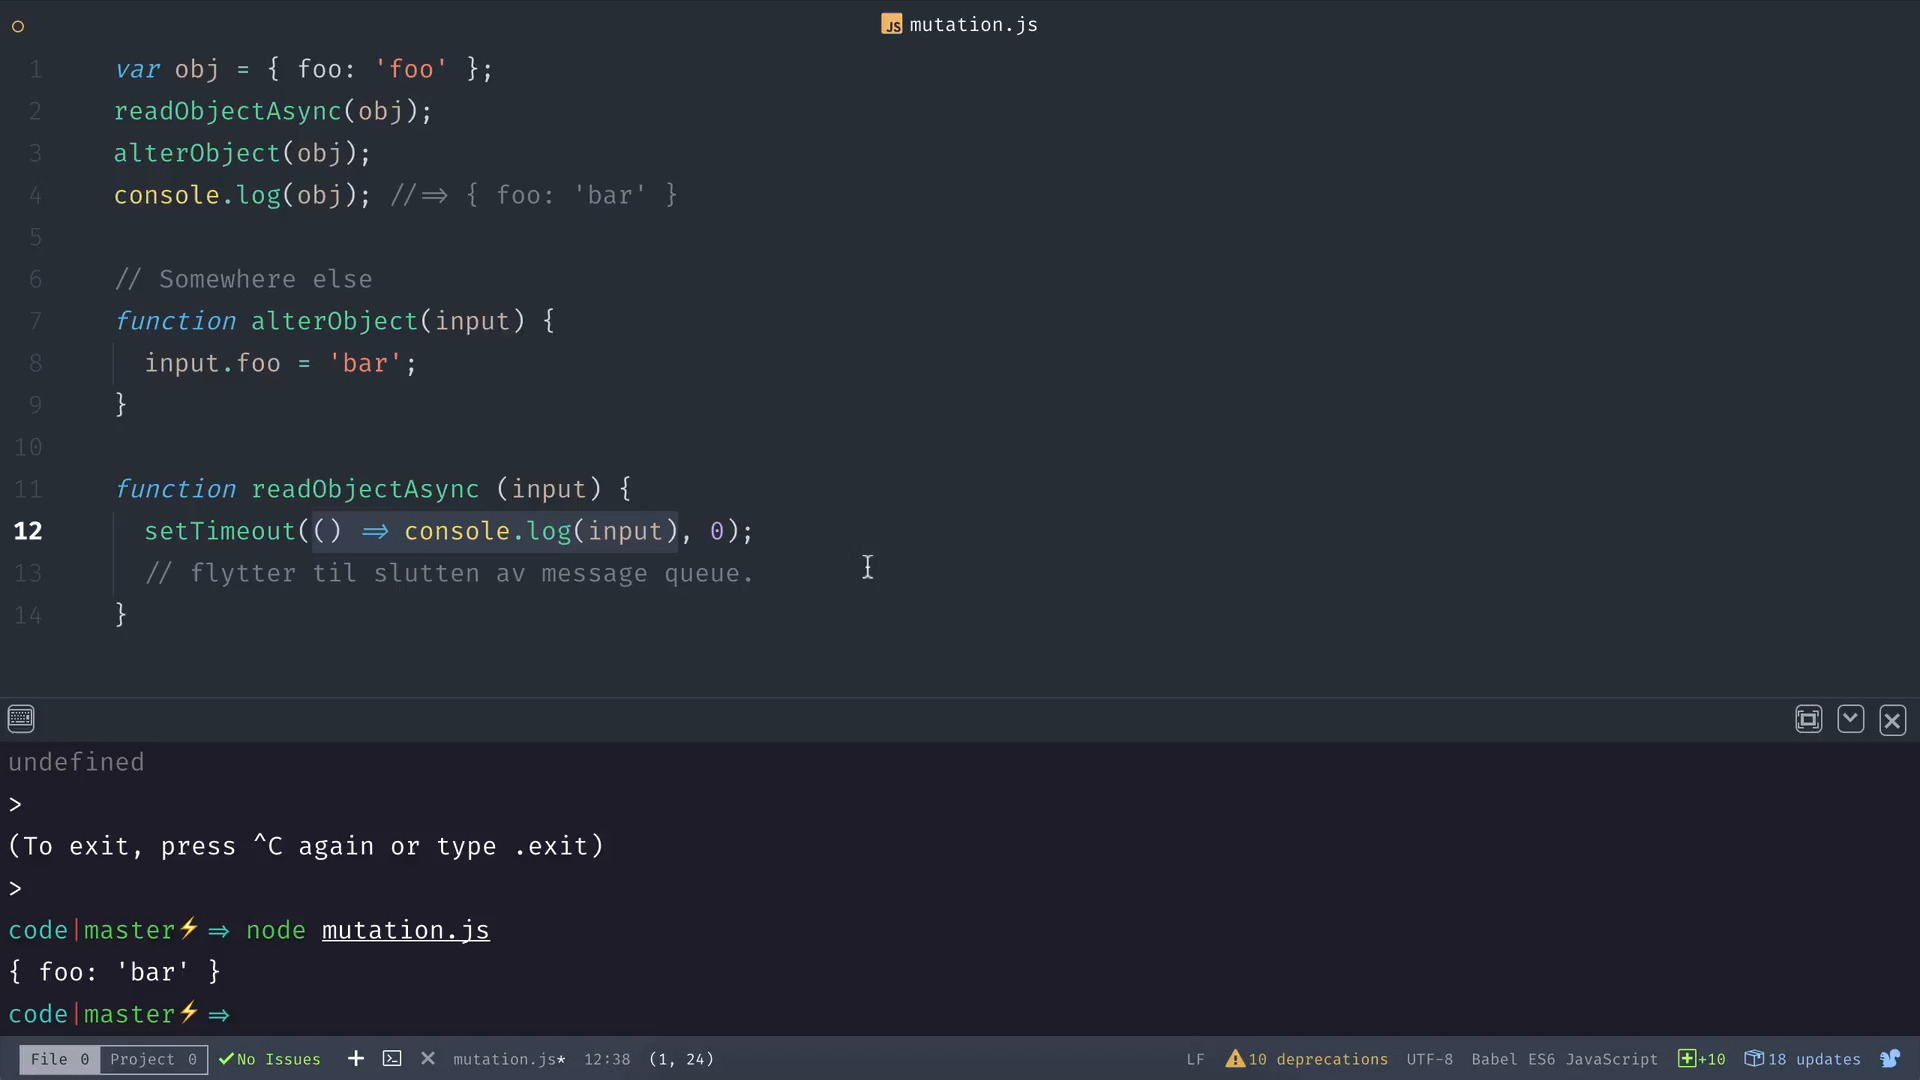 JS mutation.js
1 var obj = { foo: 'foo' };
2 readObjectAsync(obj);
3 alterObject(obj);
4 console.log(obj); //=> { foo: 'bar' }
5
6 // Somewhere else
7 function alterObject(input) {
8 input.foo = 'bar';
9 }
10
11 function readObjectAsync (input) {
12 setTimeout(() => console.log(input), 0);
13 // flytter til slutten av message queue.
14 }
undefined
>
(To exit, press ^C again or type .exit)
>
code|master⚡ => node mutation.js
{ foo: 'bar' }
code|master⚡ =>
File 0 Project 0 ✓No Issues + mutation.js* 12:38 (1, 24) LF 10 deprecations UTF-8 Babel ES6 JavaScript +10 18 updates